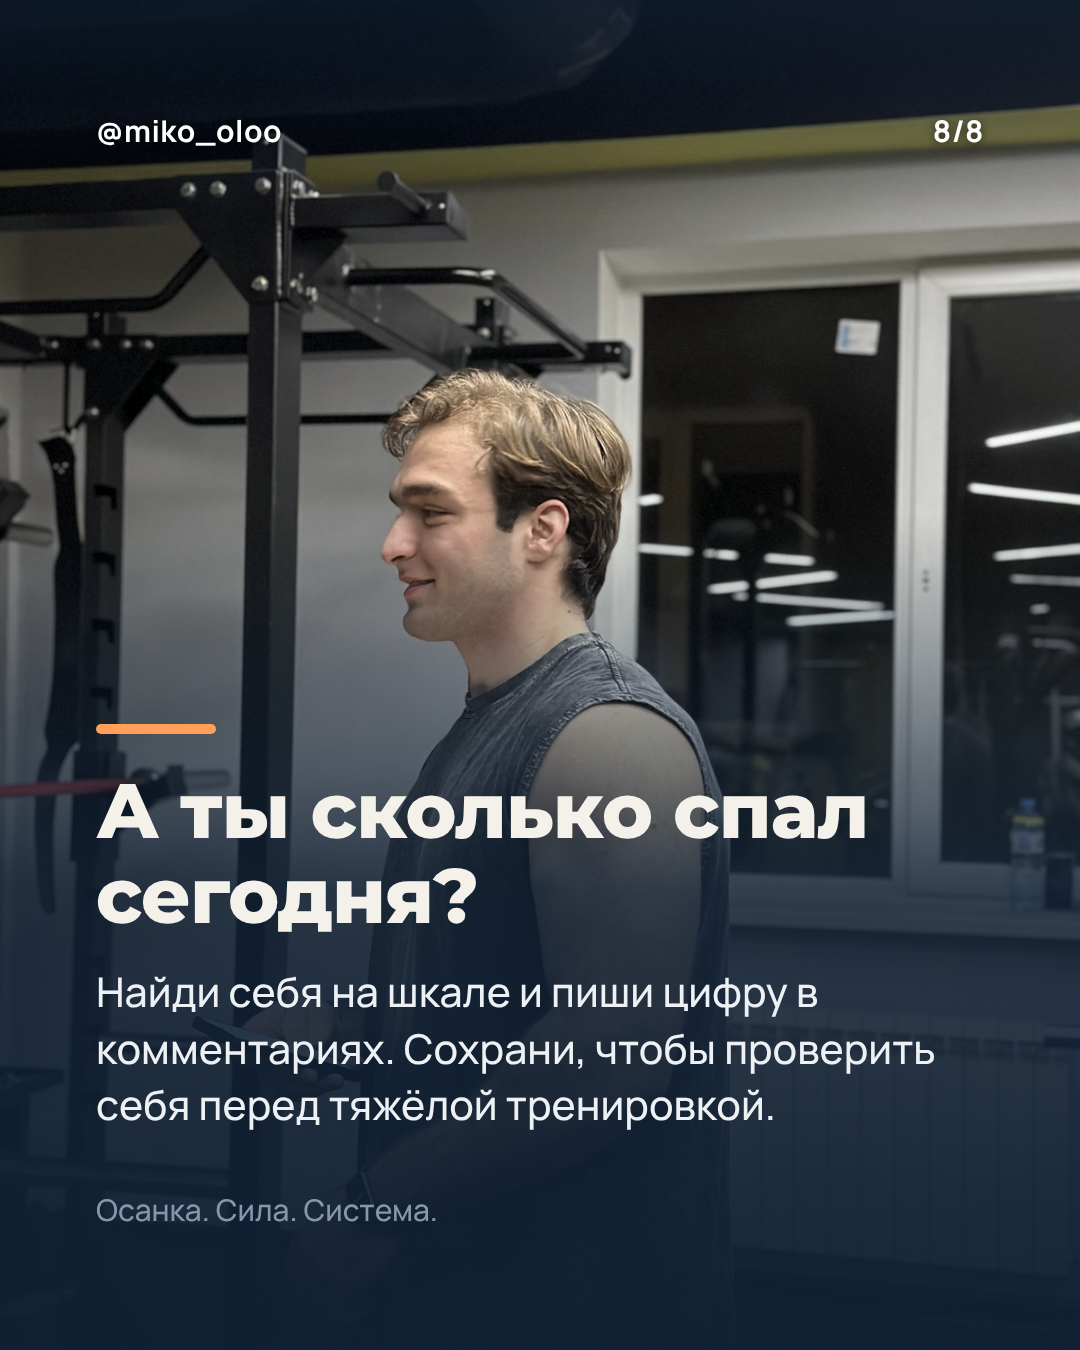 @miko_oloo
8/8
А ты сколько спал
сегодня?
Найди себя на шкале и пиши цифру в
комментариях. Сохрани, чтобы проверить
себя перед тяжёлой тренировкой.
Осанка. Сила. Система.